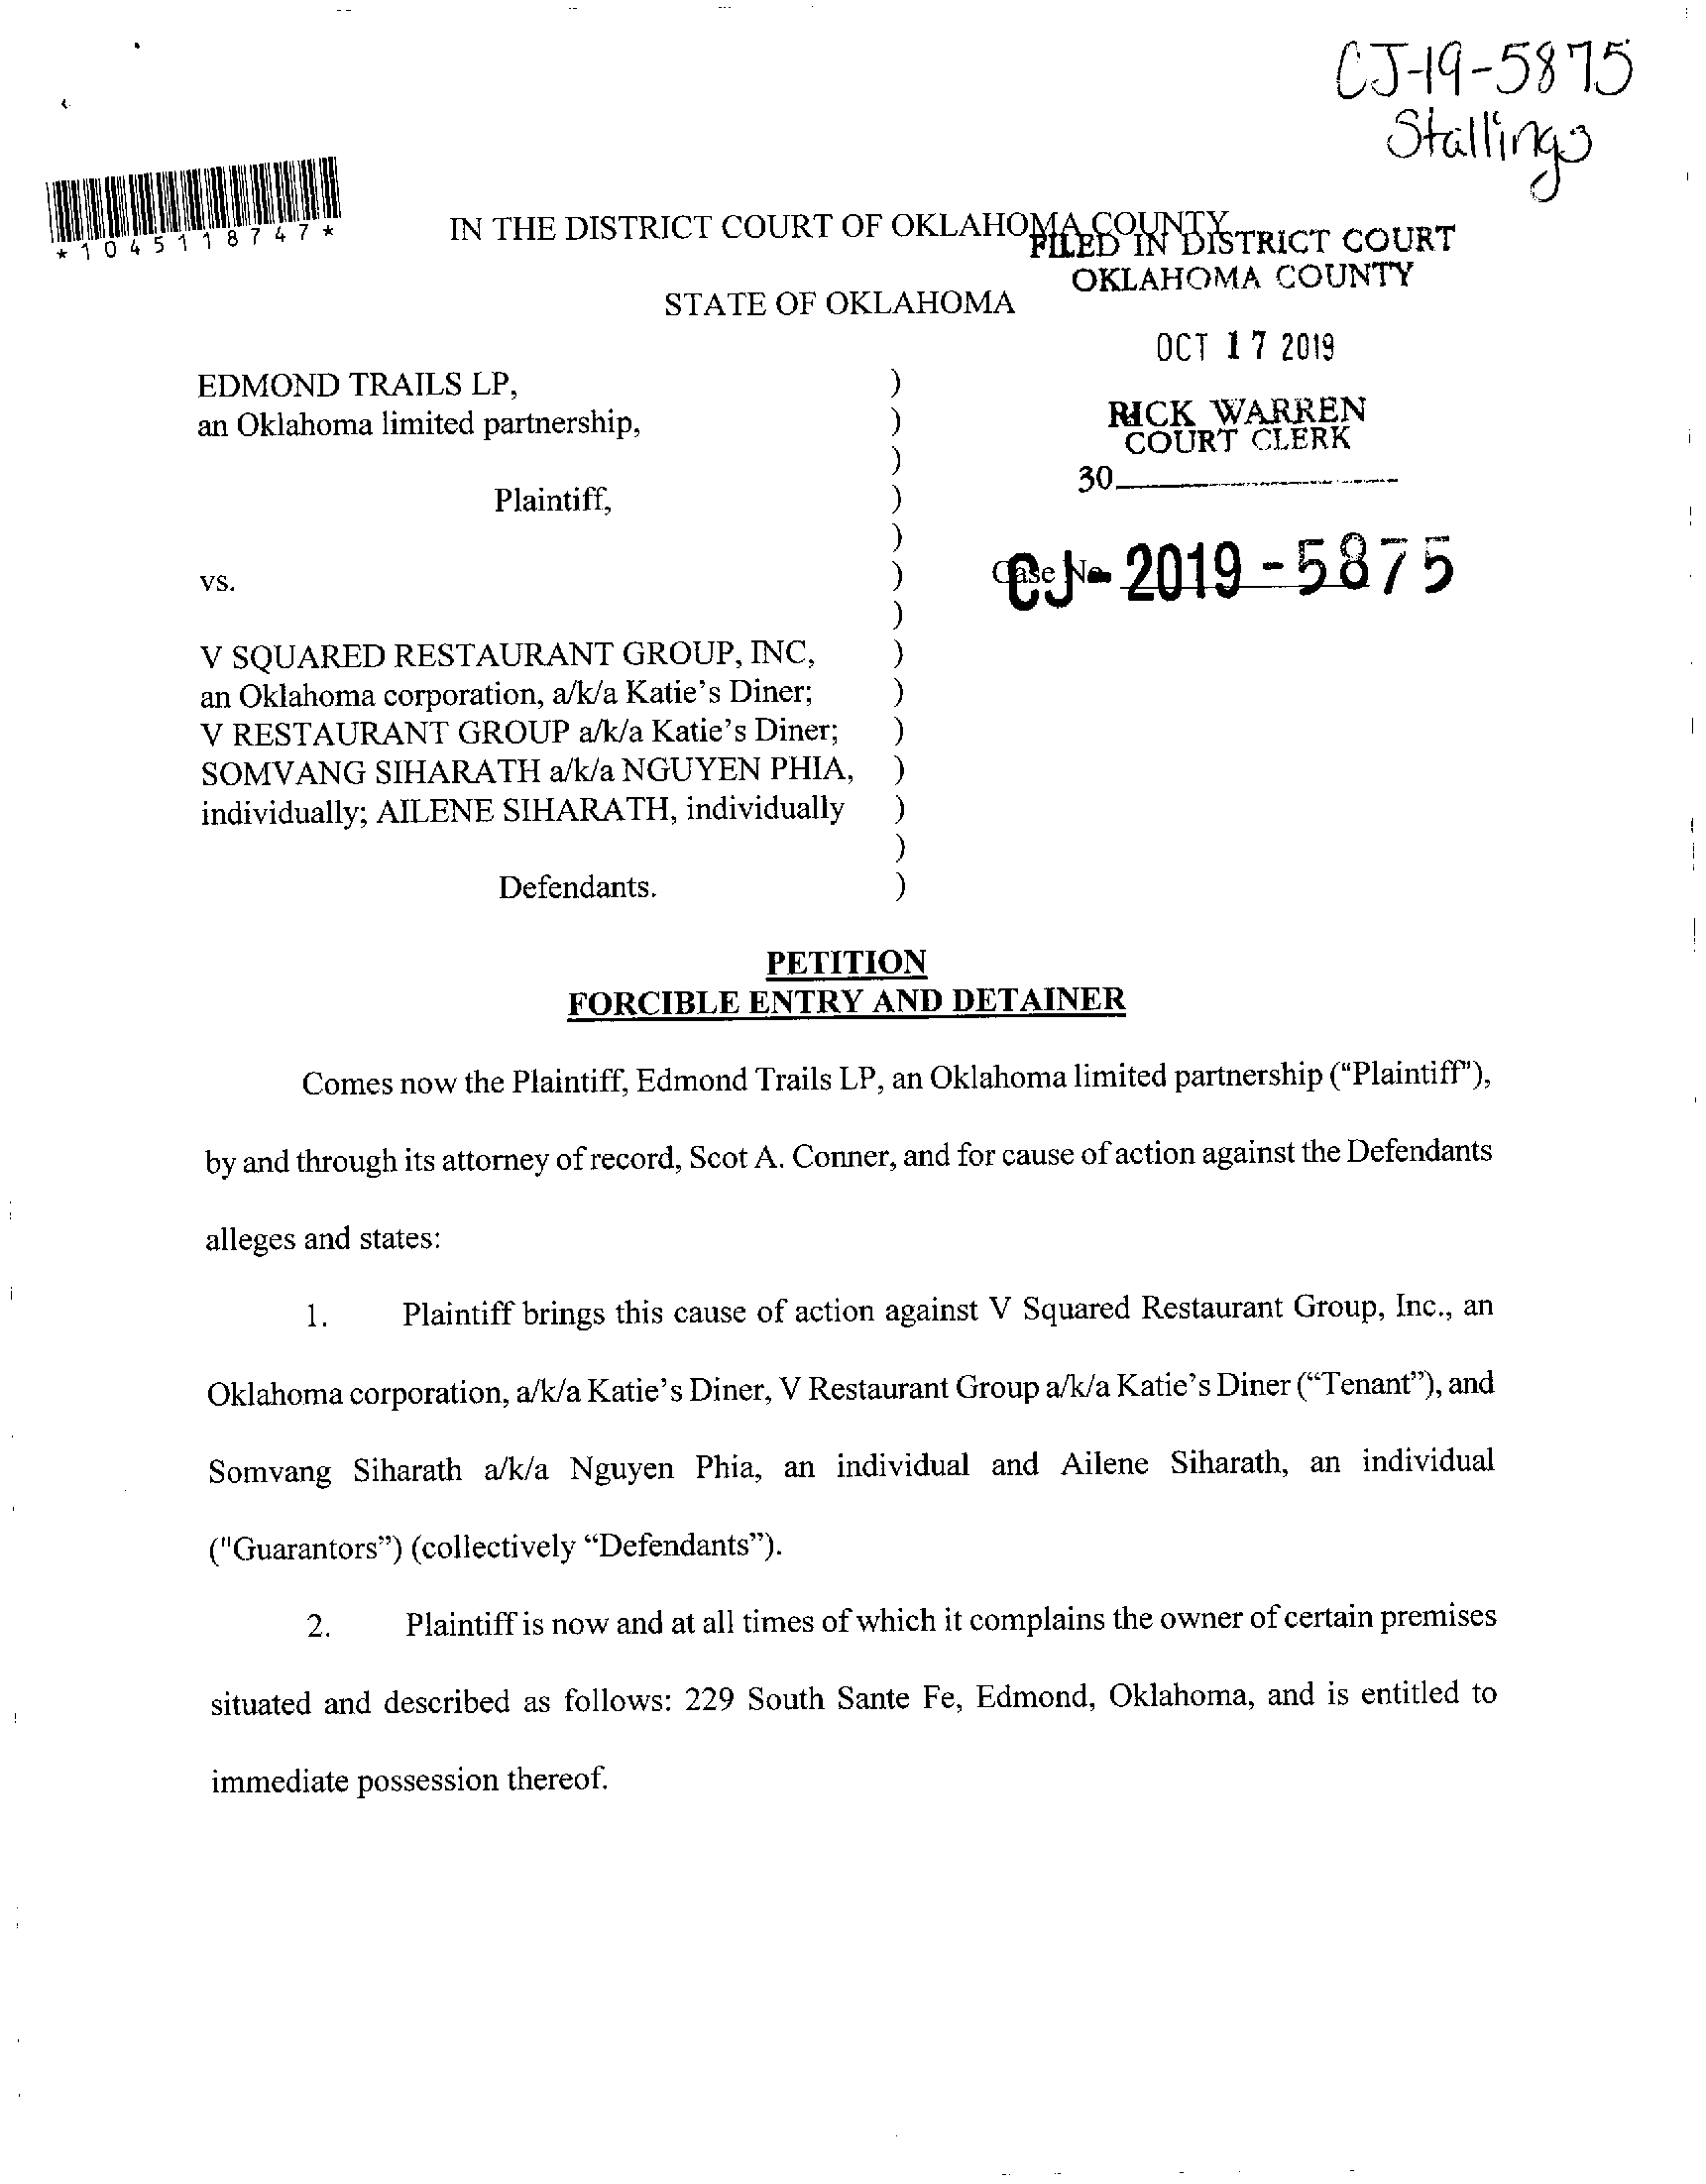 CJ-19-5875
Stallings
*1045118747*
IN THE DISTRICT COURT OF OKLAHOMA COUNTY
FILED IN DISTRICT COURT
OKLAHOMA COUNTY
STATE OF OKLAHOMA
OCT 17 2019
EDMOND TRAILS LP, )
an Oklahoma limited partnership, )
RICK WARREN
COURT CLERK
)
30
Plaintiff, )
)
vs. ) Case No.
CJ-2019-5875
)
V SQUARED RESTAURANT GROUP, INC, )
an Oklahoma corporation, a/k/a Katie's Diner; )
V RESTAURANT GROUP a/k/a Katie's Diner; )
SOMVANG SIHARATH a/k/a NGUYEN PHIA, )
individually; AILENE SIHARATH, individually )
)
Defendants. )
PETITION
FORCIBLE ENTRY AND DETAINER
Comes now the Plaintiff, Edmond Trails LP, an Oklahoma limited partnership ("Plaintiff"),
by and through its attorney of record, Scot A. Conner, and for cause of action against the Defendants
alleges and states:
1. Plaintiff brings this cause of action against V Squared Restaurant Group, Inc., an
Oklahoma corporation, a/k/a Katie's Diner, V Restaurant Group a/k/a Katie's Diner ("Tenant"), and
Somvang Siharath a/k/a Nguyen Phia, an individual and Ailene Siharath, an individual
("Guarantors") (collectively "Defendants").
2. Plaintiff is now and at all times of which it complains the owner of certain premises
situated and described as follows: 229 South Sante Fe, Edmond, Oklahoma, and is entitled to
immediate possession thereof.